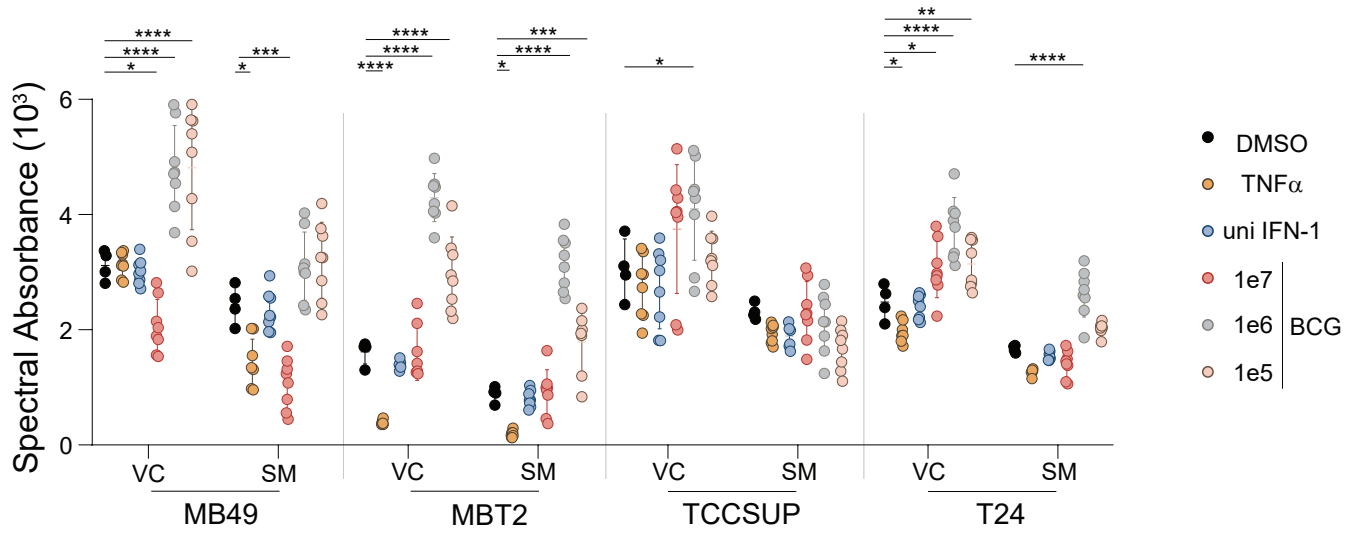 **
**** **** *** ****
**** *** **** **** *
* * **** * * * ****
Spectral Absorbance (10³)
6
4
2
0
VC SM VC SM VC SM VC SM
MB49 MBT2 TCCSUP T24
DMSO
TNFα
uni IFN-1
1e7
1e6 BCG
1e5